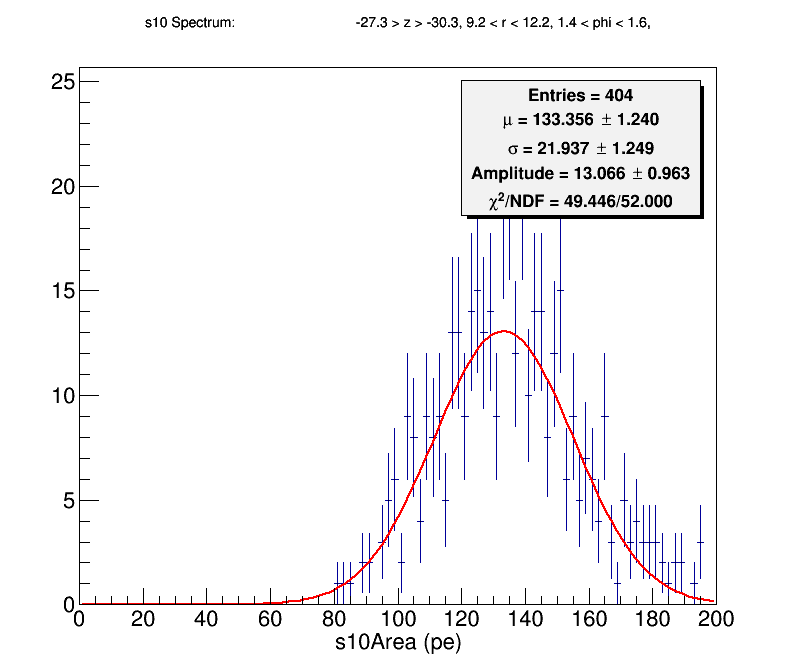 s10 Spectrum: -27.3 > z > -30.3, 9.2 < r < 12.2, 1.4 < phi < 1.6,
25
Entries = 404
μ = 133.356 ± 1.240
σ = 21.937 ± 1.249
Amplitude = 13.066 ± 0.963
χ²/NDF = 49.446/52.000
20
15
10
5
0
0 20 40 60 80 100 120 140 160 180 200
s10Area (pe)